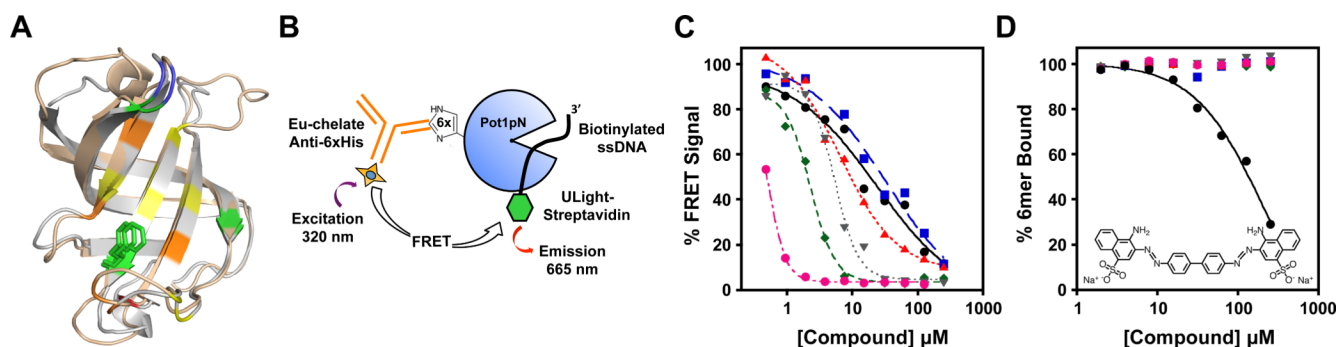 A
B
Eu-chelate
Anti-6xHis
HN
N
6x
Pot1pN
3’
Biotinylated
ssDNA
ULight-
Streptavidin
Excitation
320 nm
FRET
Emission
665 nm
C
% FRET Signal
100
80
60
40
20
0
1
10
100
1000
[Compound] µM
D
% 6mer Bound
100
80
60
40
20
0
NH₂
H₂N
N
N
N
N
O
S
O
O⁻
Na⁺
O
S
O
O⁻
Na⁺
1
10
100
1000
[Compound] µM